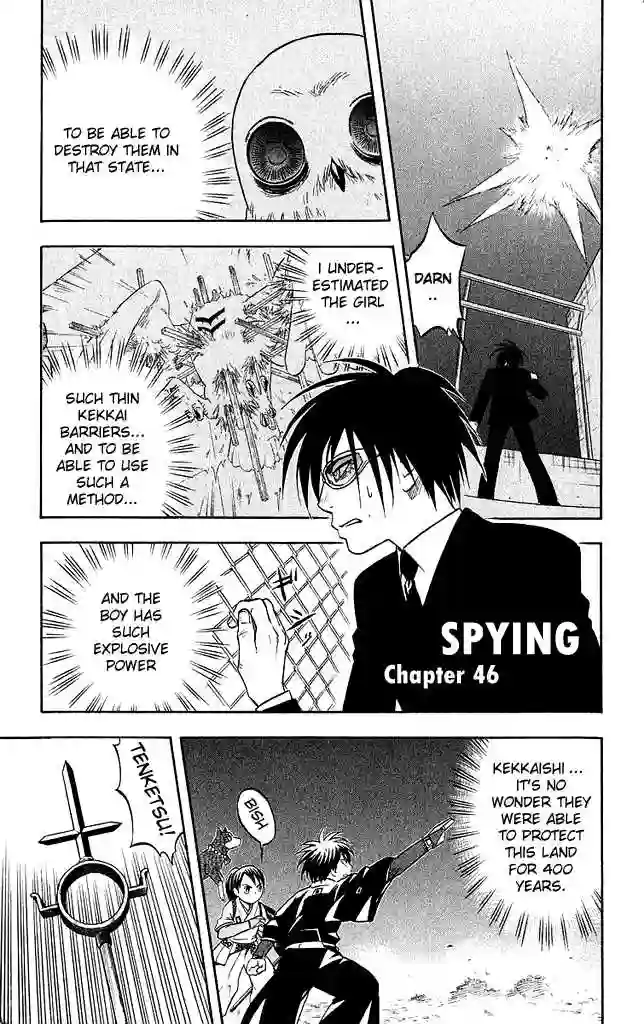 DARN
..
TO BE ABLE TO
DESTROY THEM IN
THAT STATE...
I UNDER-
ESTIMATED
THE GIRL
...
SUCH THIN
KEKKAI
BARRIERS...
AND TO BE
ABLE TO USE
SUCH A
METHOD...
AND THE
BOY HAS
SUCH
EXPLOSIVE
POWER
SPYING
Chapter 46
KEKKAISHI ...
IT'S NO
WONDER THEY
WERE ABLE
TO PROTECT
THIS LAND
FOR 400
YEARS.
BISH
TENKETSU!